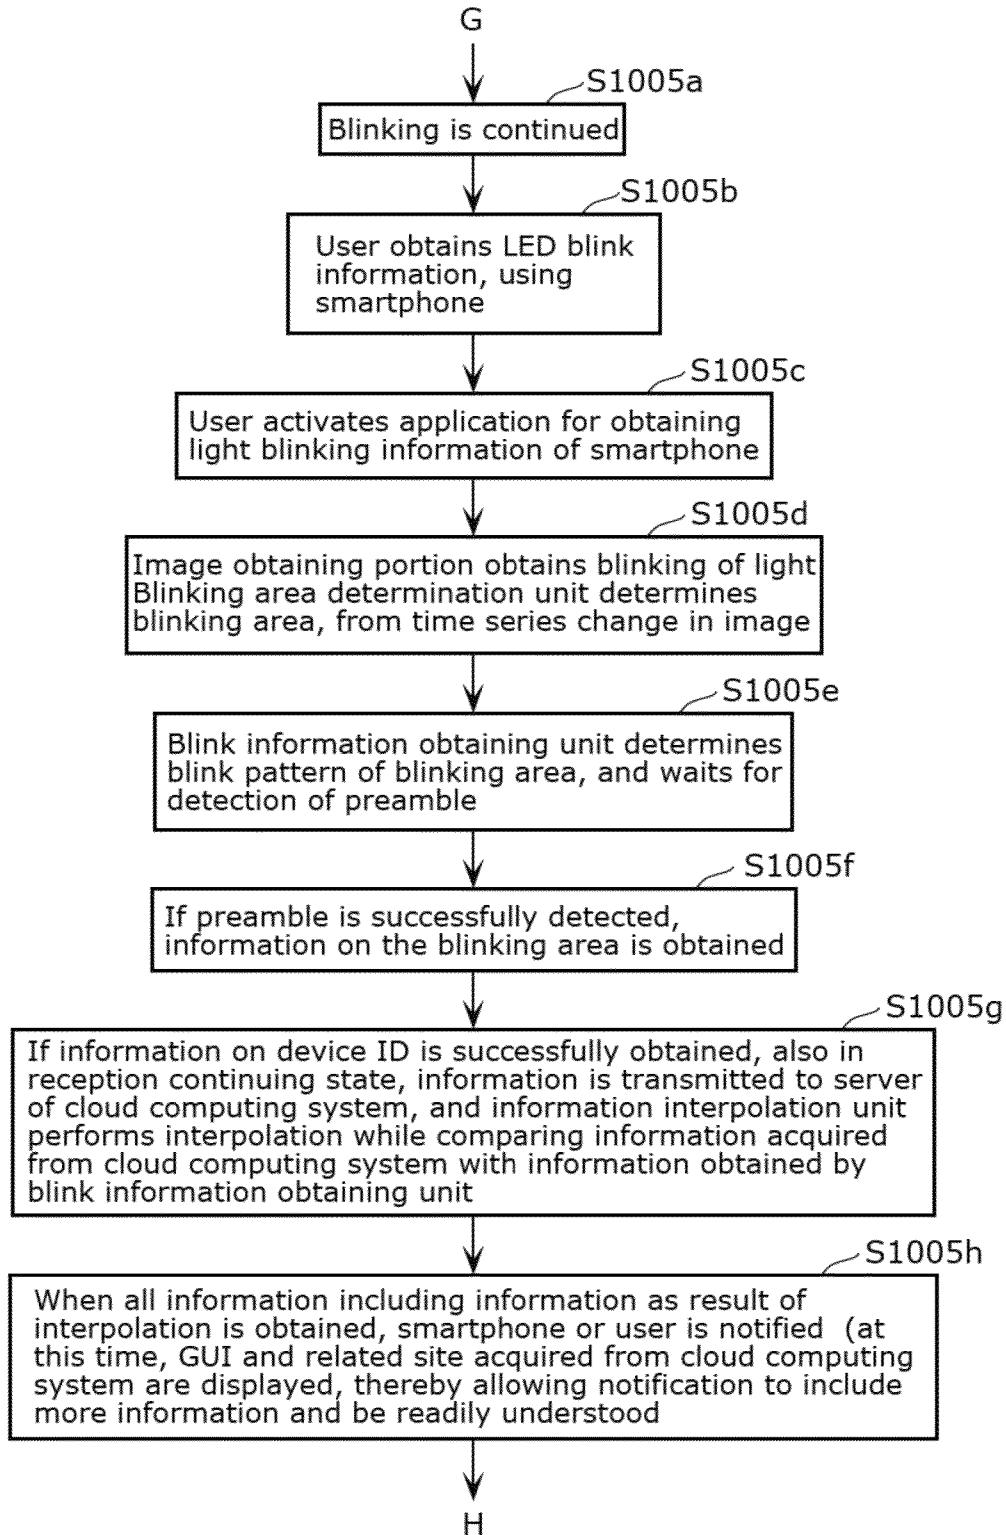 G
S1005a
Blinking is continued
S1005b
User obtains LED blink
information, using
smartphone
S1005c
User activates application for obtaining
light blinking information of smartphone
S1005d
Image obtaining portion obtains blinking of light
Blinking area determination unit determines
blinking area, from time series change in image
S1005e
Blink information obtaining unit determines
blink pattern of blinking area, and waits for
detection of preamble
S1005f
If preamble is successfully detected,
information on the blinking area is obtained
S1005g
If information on device ID is successfully obtained, also in
reception continuing state, information is transmitted to server
of cloud computing system, and information interpolation unit
performs interpolation while comparing information acquired
from cloud computing system with information obtained by
blink information obtaining unit
S1005h
When all information including information as result of
interpolation is obtained, smartphone or user is notified (at
this time, GUI and related site acquired from cloud computing
system are displayed, thereby allowing notification to include
more information and be readily understood
H